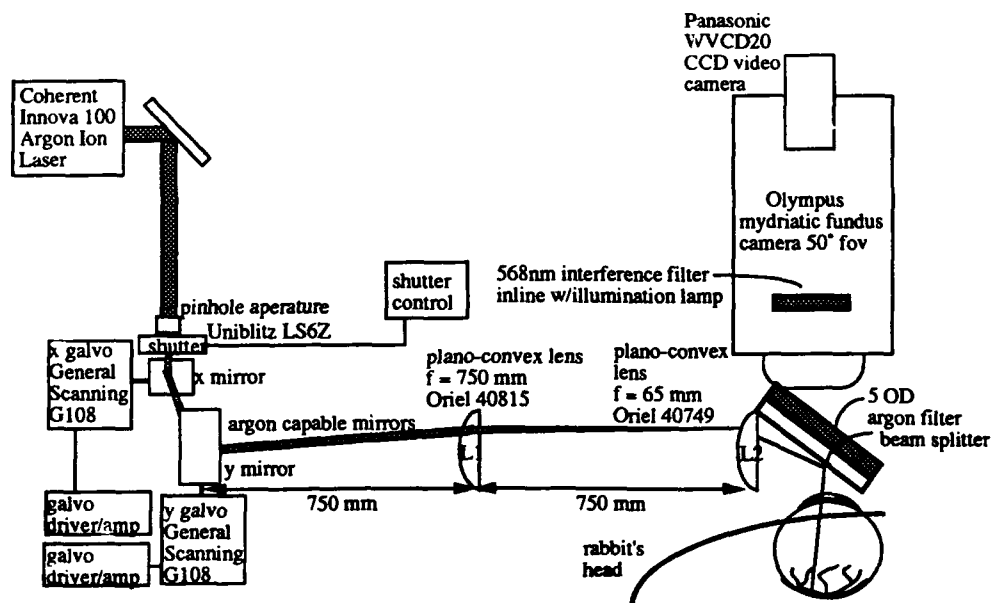 Panasonic
WVCD20
CCD video
camera
Coherent
Innova 100
Argon Ion
Laser
Olympus
mydriatic fundus
camera 50° fov
568nm interference filter
inline w/illumination lamp
shutter
control
pinhole aperature
Uniblitz LS6Z
shutter
x galvo
General
Scanning
G108
x mirror
plano-convex lens
f = 750 mm
Oriel 40815
plano-convex
lens
f = 65 mm
Oriel 40749
5 OD
argon filter
beam splitter
argon capable mirrors
y mirror
L1
L2
750 mm
750 mm
galvo
driver/amp
y galvo
General
Scanning
G108
galvo
driver/amp
rabbit's
head